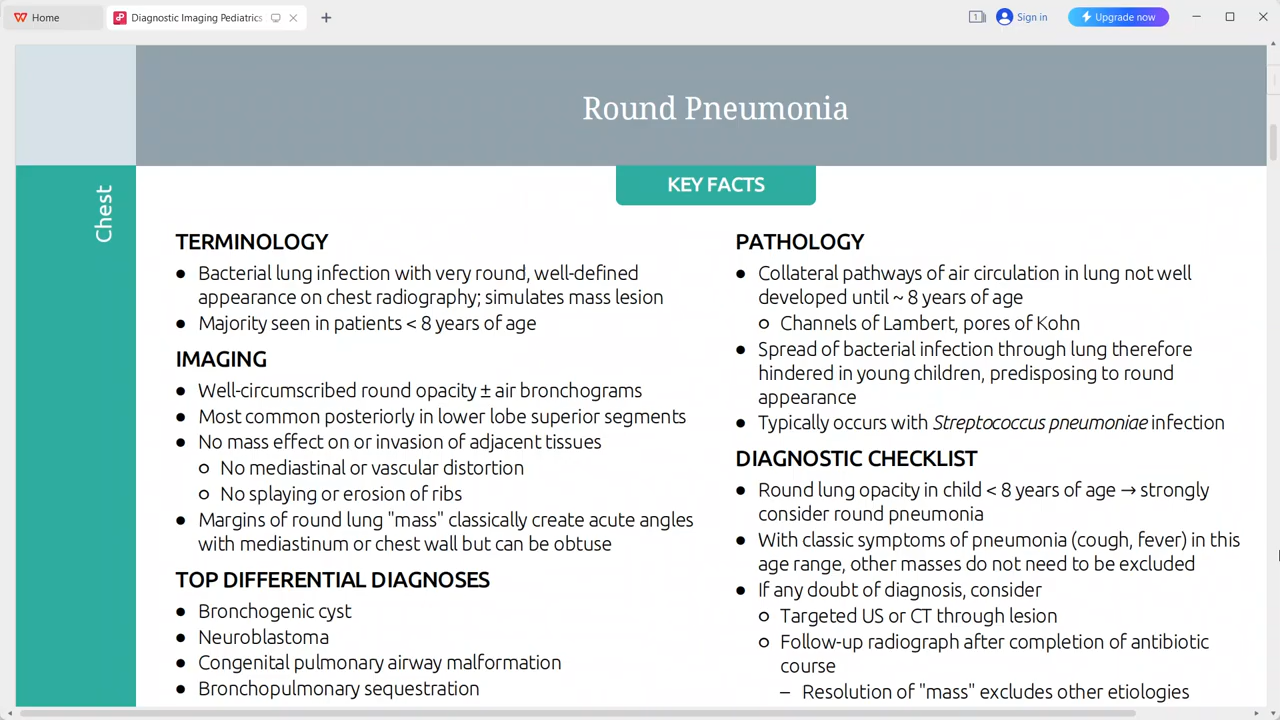 Home
Diagnostic Imaging Pediatrics
1
Sign in
Upgrade now
Round Pneumonia
Chest
KEY FACTS
TERMINOLOGY
• Bacterial lung infection with very round, well-defined
appearance on chest radiography; simulates mass lesion
• Majority seen in patients < 8 years of age
IMAGING
• Well-circumscribed round opacity ± air bronchograms
• Most common posteriorly in lower lobe superior segments
• No mass effect on or invasion of adjacent tissues
o No mediastinal or vascular distortion
o No splaying or erosion of ribs
• Margins of round lung "mass" classically create acute angles
with mediastinum or chest wall but can be obtuse
TOP DIFFERENTIAL DIAGNOSES
• Bronchogenic cyst
• Neuroblastoma
• Congenital pulmonary airway malformation
• Bronchopulmonary sequestration
PATHOLOGY
• Collateral pathways of air circulation in lung not well
developed until ~ 8 years of age
o Channels of Lambert, pores of Kohn
• Spread of bacterial infection through lung therefore
hindered in young children, predisposing to round
appearance
• Typically occurs with Streptococcus pneumoniae infection
DIAGNOSTIC CHECKLIST
• Round lung opacity in child < 8 years of age → strongly
consider round pneumonia
• With classic symptoms of pneumonia (cough, fever) in this
age range, other masses do not need to be excluded
• If any doubt of diagnosis, consider
o Targeted US or CT through lesion
o Follow-up radiograph after completion of antibiotic
course
– Resolution of "mass" excludes other etiologies